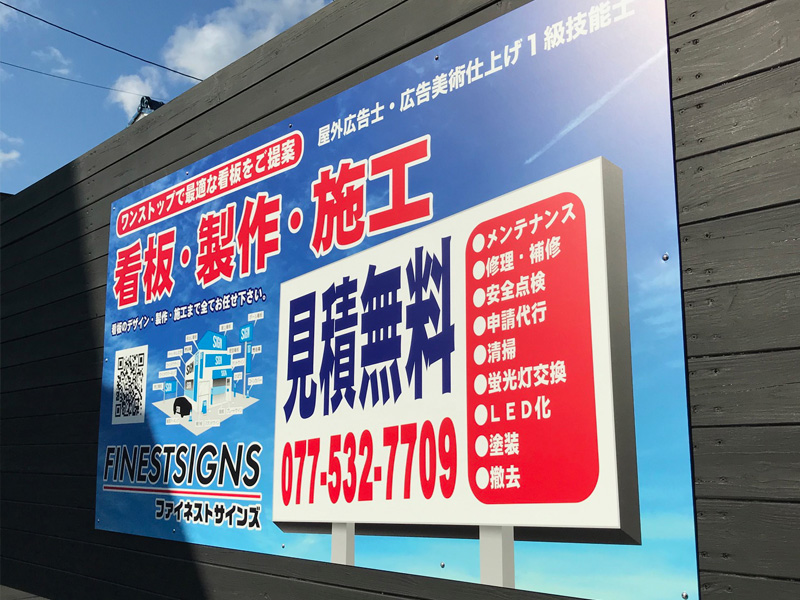 屋外広告士・広告美術仕上げ1級技能士
ワンストップで最適な看板をご提案
看板・製作・施工
看板のデザイン・製作・施工まで全てお任せ下さい。
SIGN
FINESTSIGNS
ファイネストサインズ
見積無料
077-532-7709
●メンテナンス
●修理・補修
●安全点検
●申請代行
●清掃
●蛍光灯交換
●LED化
●塗装
●撤去